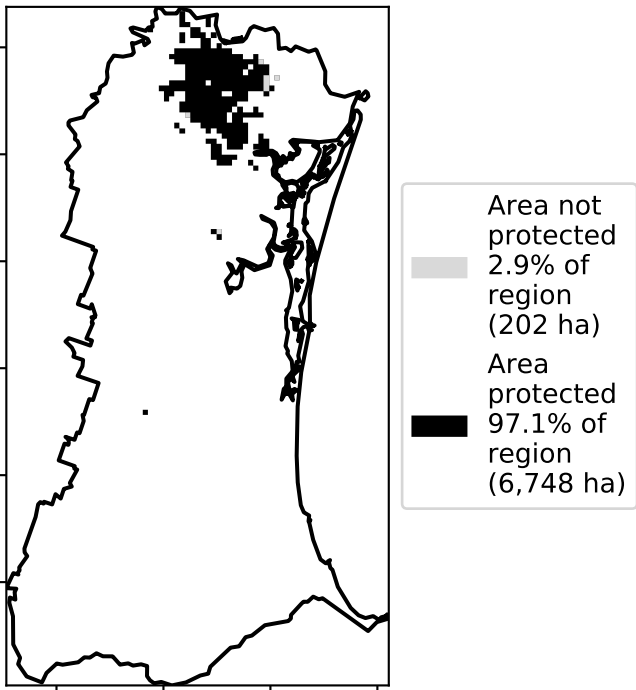 Area not
protected
2.9% of
region
(202 ha)
Area
protected
97.1% of
region
(6,748 ha)